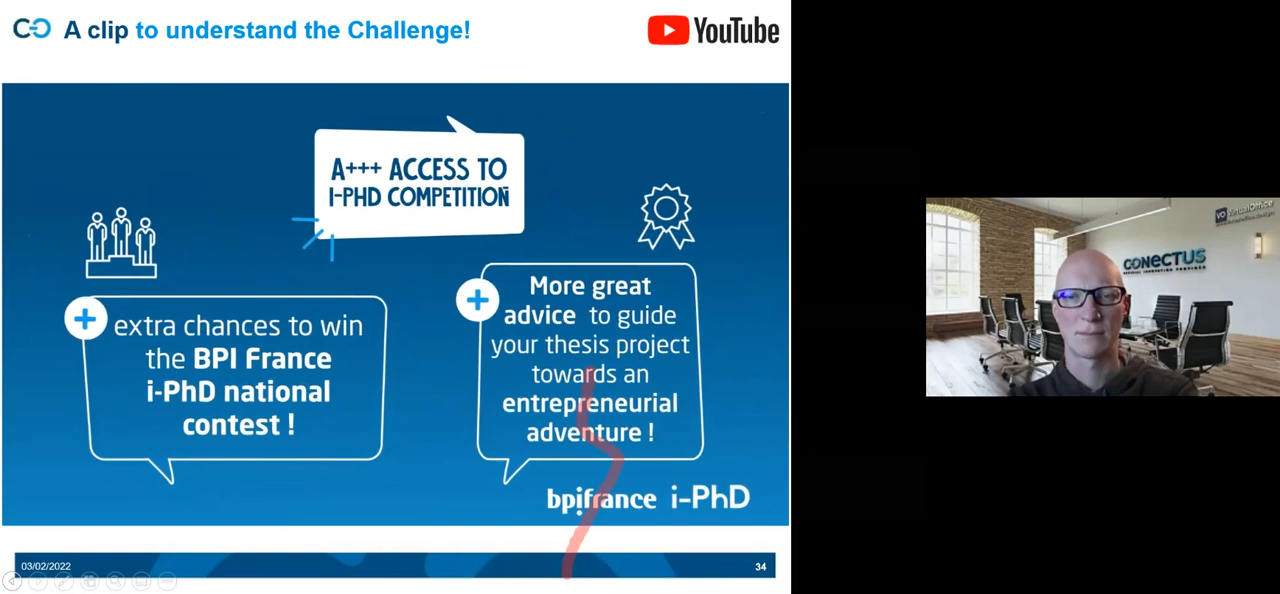 A clip to understand the Challenge!
YouTube
A+++ ACCESS TO
I-PHD COMPETITION
extra chances to win
the BPI France
i-PhD national
contest !
More great
advice to guide
your thesis project
towards an
entrepreneurial
adventure !
bpifrance i-PhD
03/02/2022
34
VO VirtualOffice
CONECTUS